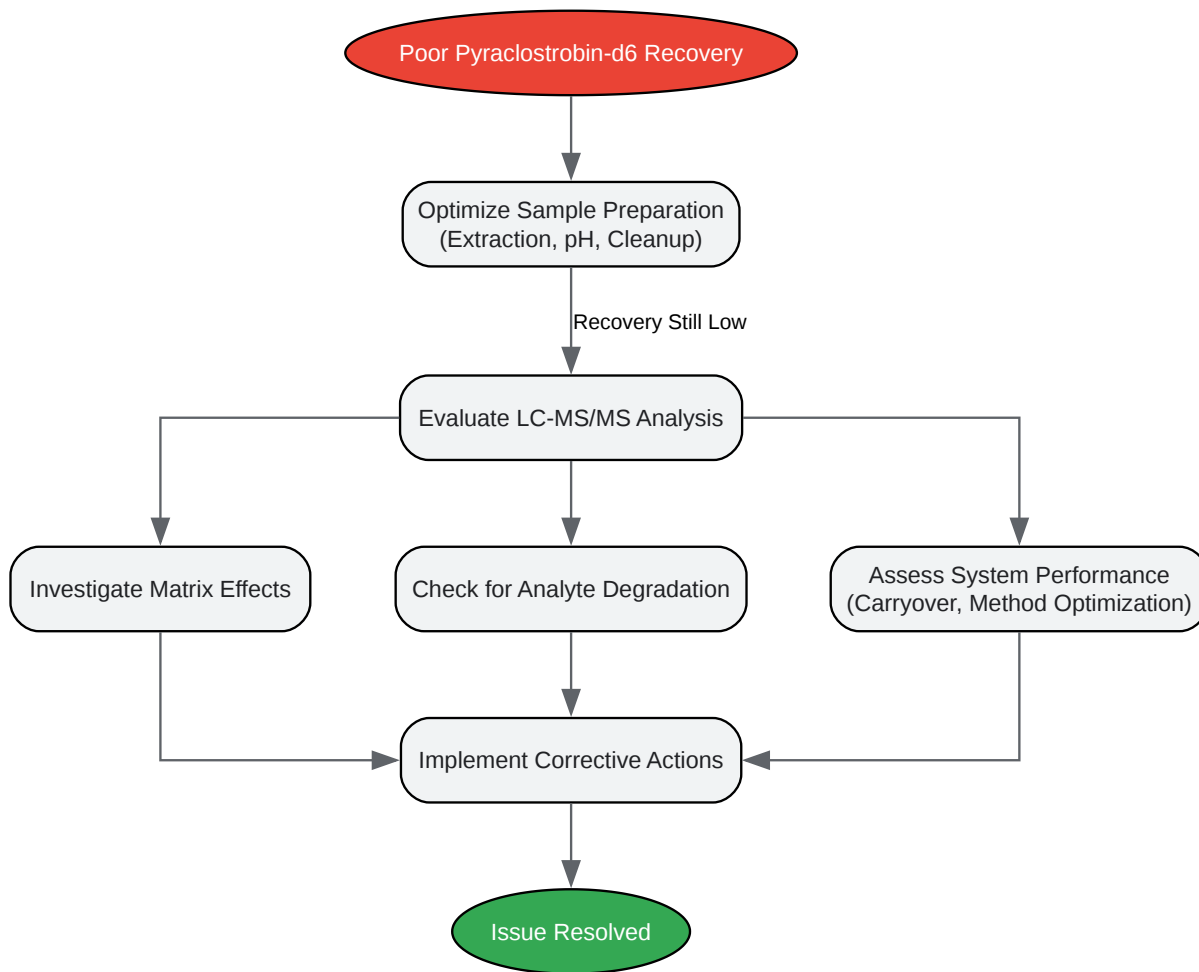 Poor Pyraclostrobin-d6 Recovery
Optimize Sample Preparation
(Extraction, pH, Cleanup)
Recovery Still Low
Evaluate LC-MS/MS Analysis
Investigate Matrix Effects
Check for Analyte Degradation
Assess System Performance
(Carryover, Method Optimization)
Implement Corrective Actions
Issue Resolved